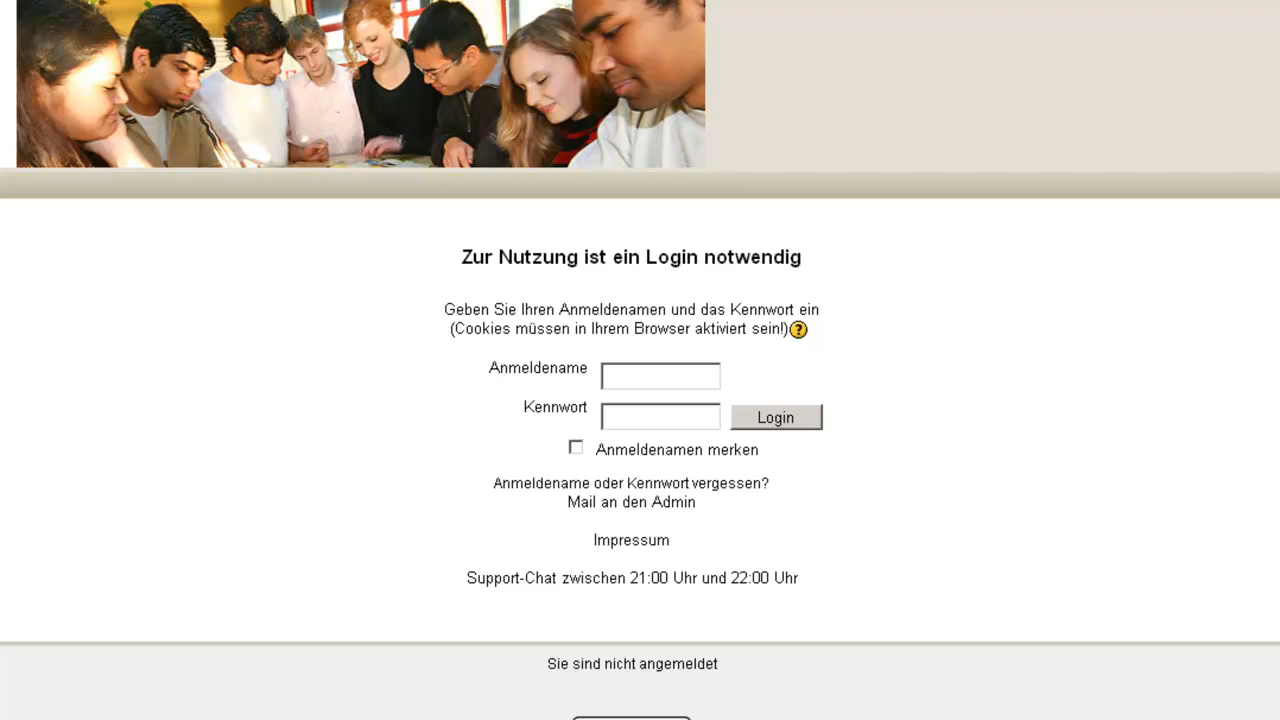 Zur Nutzung ist ein Login notwendig
Geben Sie Ihren Anmeldenamen und das Kennwort ein
(Cookies müssen in Ihrem Browser aktiviert sein!)?
Anmeldename
Kennwort
Login
Anmeldenamen merken
Anmeldename oder Kennwort vergessen?
Mail an den Admin
Impressum
Support-Chat zwischen 21:00 Uhr und 22:00 Uhr
Sie sind nicht angemeldet